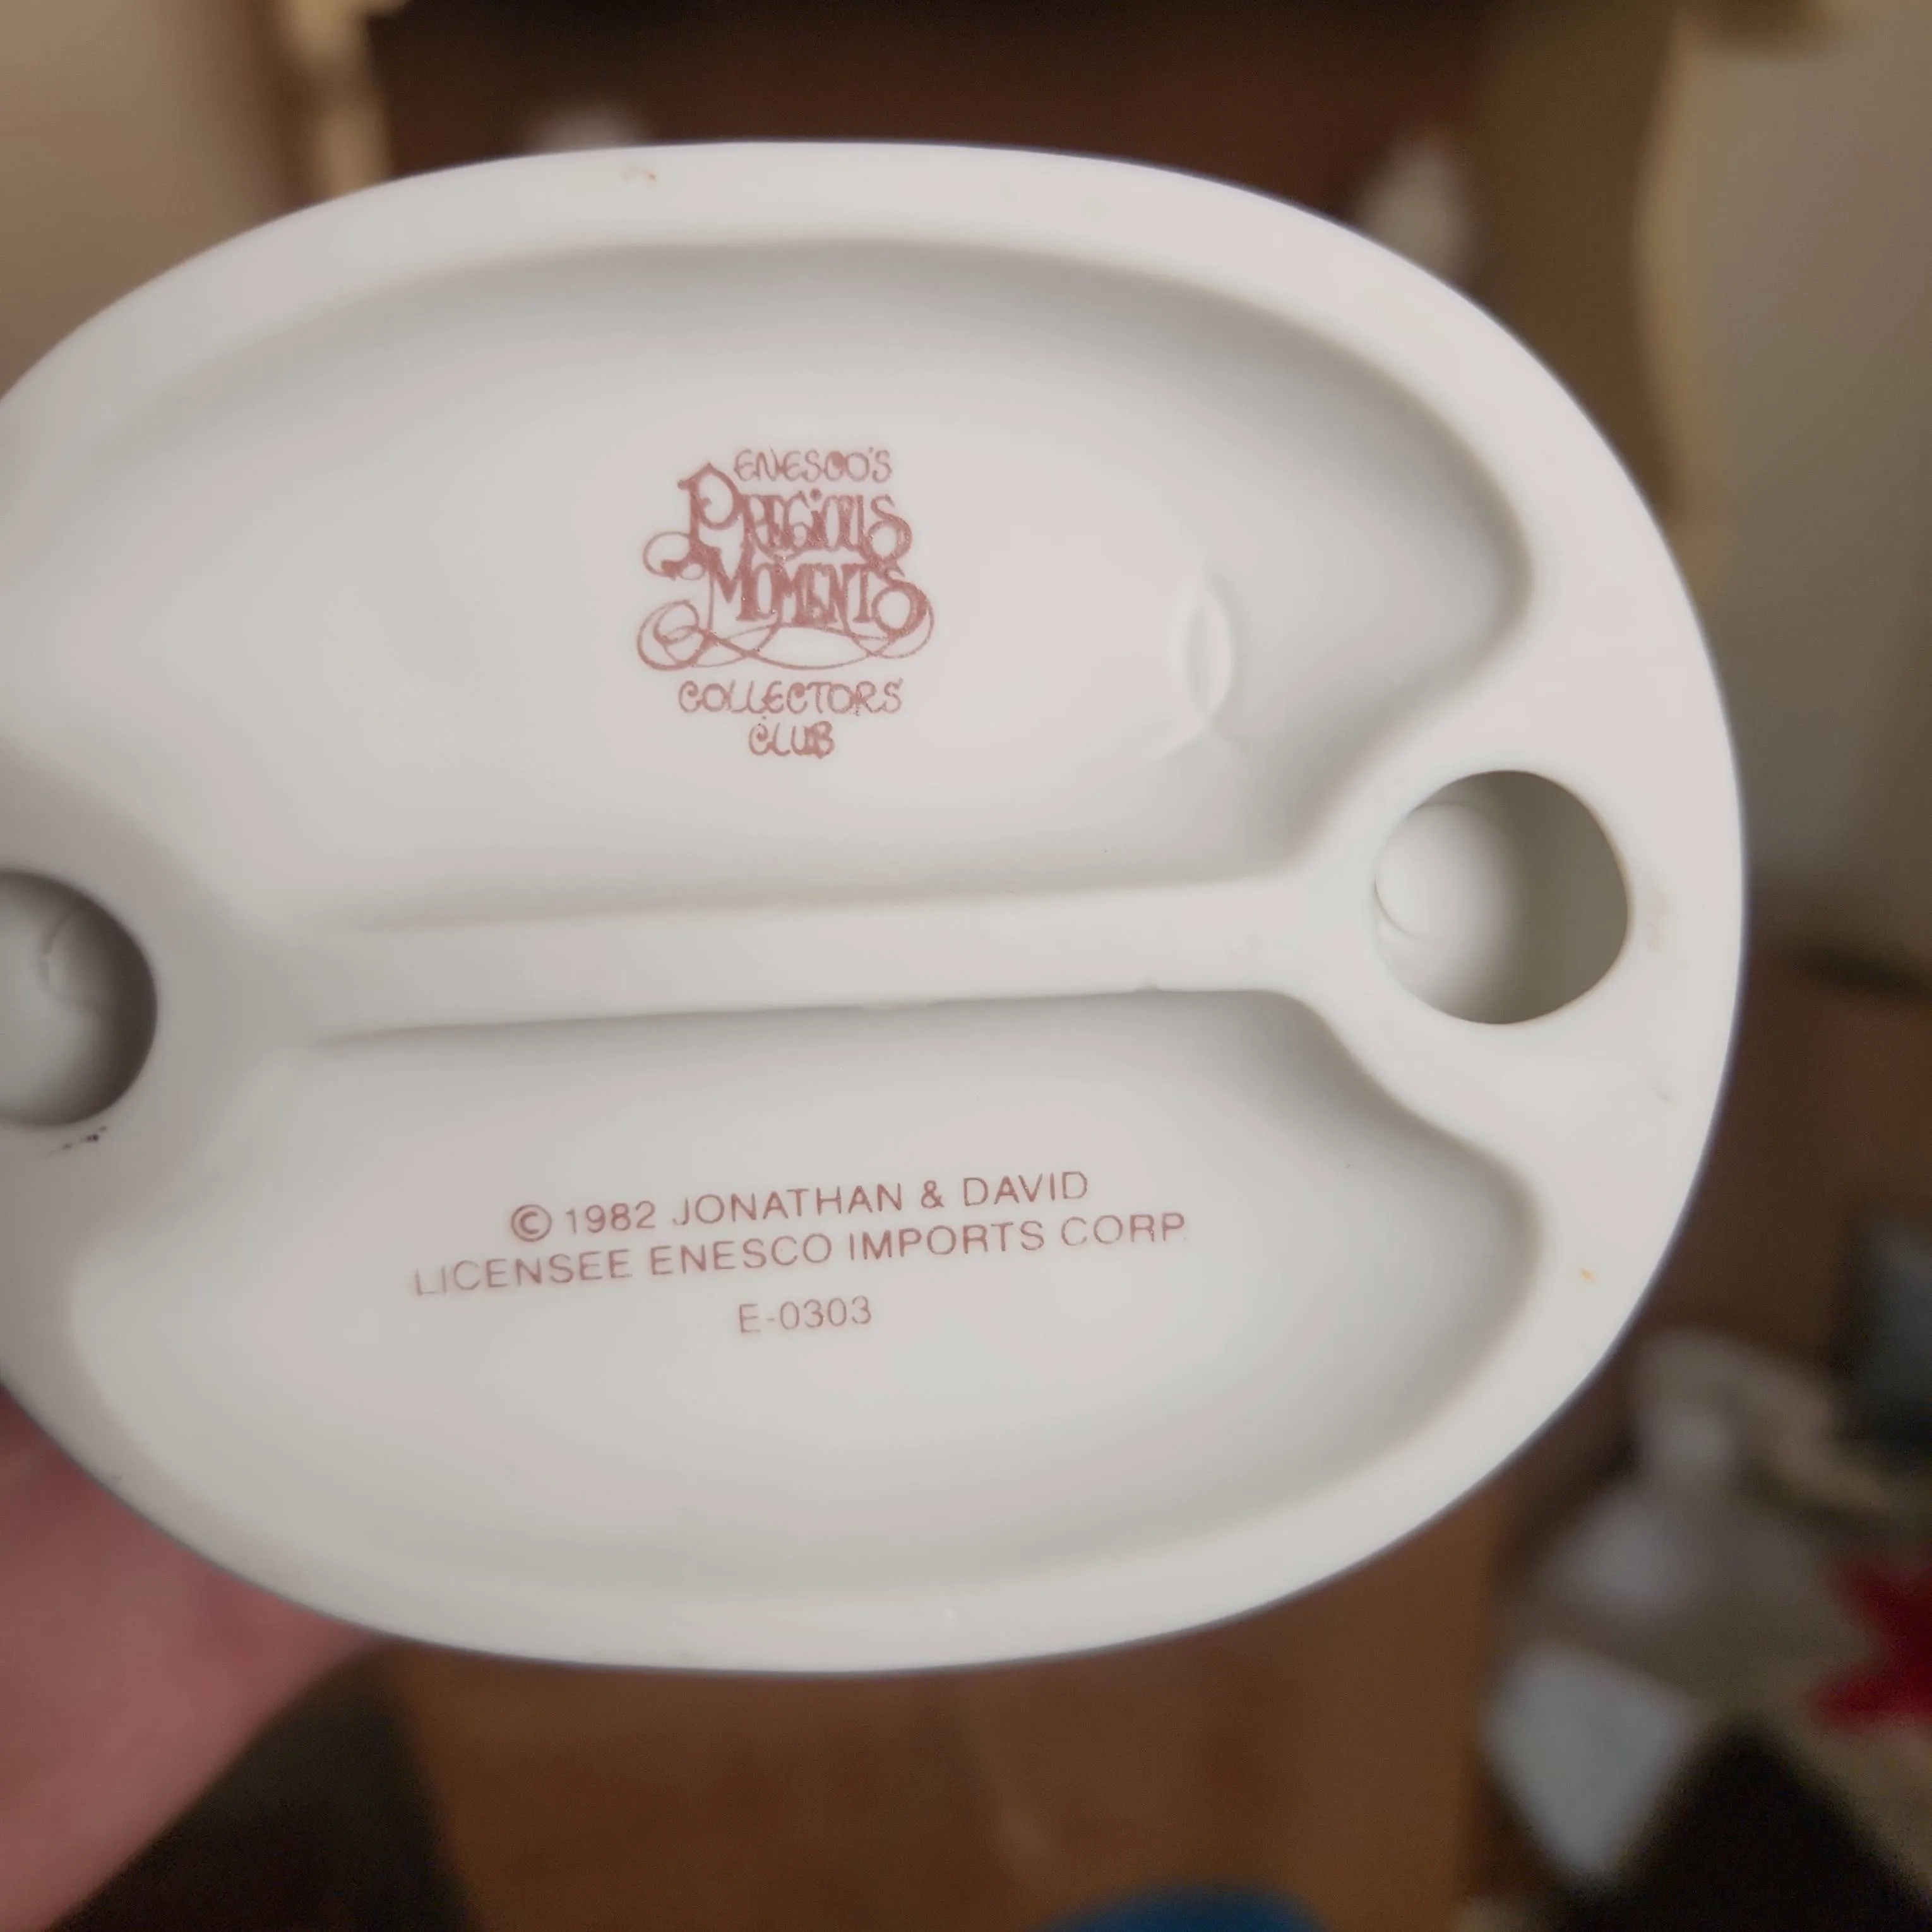 ENESCO'S
PRECIOUS
MOMENTS
COLLECTORS
CLUB
© 1982 JONATHAN & DAVID
LICENSEE ENESCO IMPORTS CORP.
E-0303